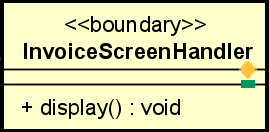 <<boundary>>
InvoiceScreenHandler
+ display() : void